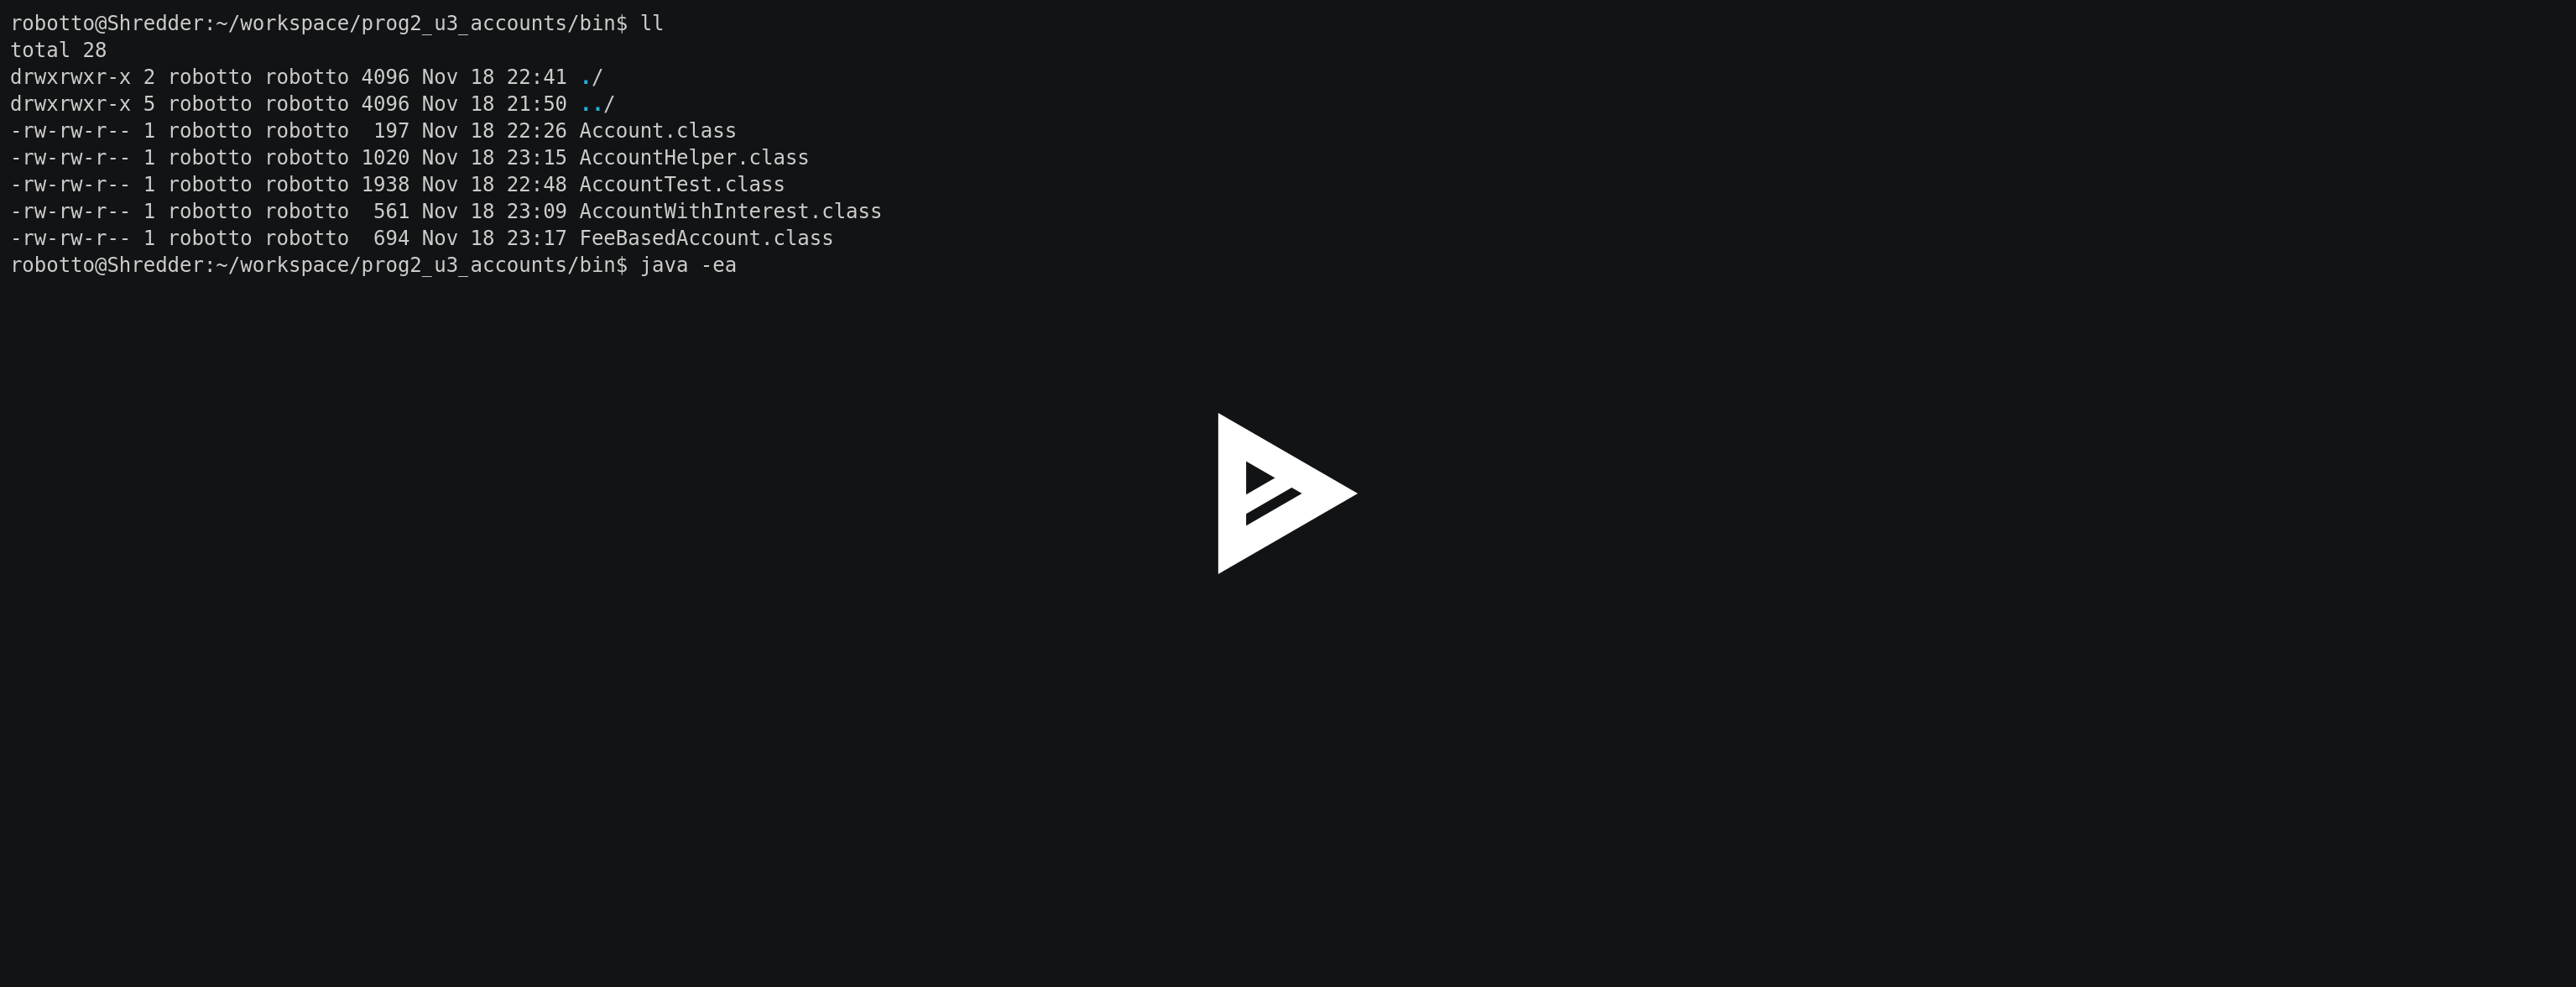 robotto@Shredder:~/workspace/prog2_u3_accounts/bin$ ll
total 28
drwxrwxr-x 2 robotto robotto 4096 Nov 18 22:41 ./
drwxrwxr-x 5 robotto robotto 4096 Nov 18 21:50 ../
-rw-rw-r-- 1 robotto robotto  197 Nov 18 22:26 Account.class
-rw-rw-r-- 1 robotto robotto 1020 Nov 18 23:15 AccountHelper.class
-rw-rw-r-- 1 robotto robotto 1938 Nov 18 22:48 AccountTest.class
-rw-rw-r-- 1 robotto robotto  561 Nov 18 23:09 AccountWithInterest.class
-rw-rw-r-- 1 robotto robotto  694 Nov 18 23:17 FeeBasedAccount.class
robotto@Shredder:~/workspace/prog2_u3_accounts/bin$ java -ea